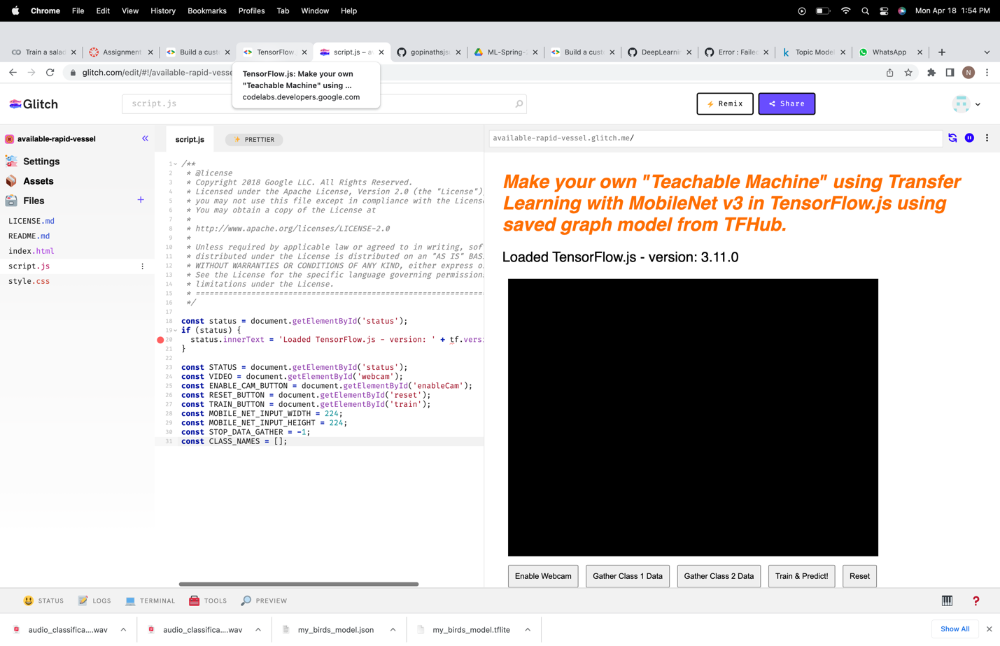 Chrome File Edit View History Bookmarks Profiles Tab Window Help Mon Apr 18 1:54 PM
Train a salad Assignment Build a cust TensorFlow. script.js – a gopinathsjs ML-Spring- Build a cust DeepLearnin Error : Failed Topic Model WhatsApp
glitch.com/edit/#!/available-rapid-vesse
N
TensorFlow.js: Make your own
"Teachable Machine" using ...
codelabs.developers.google.com
Glitch
script.js
Remix
Share
available-rapid-vessel
script.js
PRETTIER
available-rapid-vessel.glitch.me/
Settings
Assets
Files
LICENSE.md
README.md
index.html
script.js
style.css
1 /**
2 * @license
3 * Copyright 2018 Google LLC. All Rights Reserved.
4 * Licensed under the Apache License, Version 2.0 (the "License")
5 * you may not use this file except in compliance with the Licens
6 * You may obtain a copy of the License at
7 *
8 * http://www.apache.org/licenses/LICENSE-2.0
9 *
10 * Unless required by applicable law or agreed to in writing, sof
11 * distributed under the License is distributed on an "AS IS" BAS
12 * WITHOUT WARRANTIES OR CONDITIONS OF ANY KIND, either express o
13 * See the License for the specific language governing permission
14 * limitations under the License.
15 * =================================================================
16 */
17
18 const status = document.getElementById('status');
19 if (status) {
20 status.innerText = 'Loaded TensorFlow.js - version: ' + tf.versi
21 }
22
23 const STATUS = document.getElementById('status');
24 const VIDEO = document.getElementById('webcam');
25 const ENABLE_CAM_BUTTON = document.getElementById('enableCam');
26 const RESET_BUTTON = document.getElementById('reset');
27 const TRAIN_BUTTON = document.getElementById('train');
28 const MOBILE_NET_INPUT_WIDTH = 224;
29 const MOBILE_NET_INPUT_HEIGHT = 224;
30 const STOP_DATA_GATHER = -1;
31 const CLASS_NAMES = [];
Make your own "Teachable Machine" using Transfer
Learning with MobileNet v3 in TensorFlow.js using
saved graph model from TFHub.
Loaded TensorFlow.js - version: 3.11.0
Enable Webcam
Gather Class 1 Data
Gather Class 2 Data
Train & Predict!
Reset
STATUS LOGS TERMINAL TOOLS PREVIEW ?
audio_classifica....wav audio_classifica....wav my_birds_model.json my_birds_model.tflite Show All